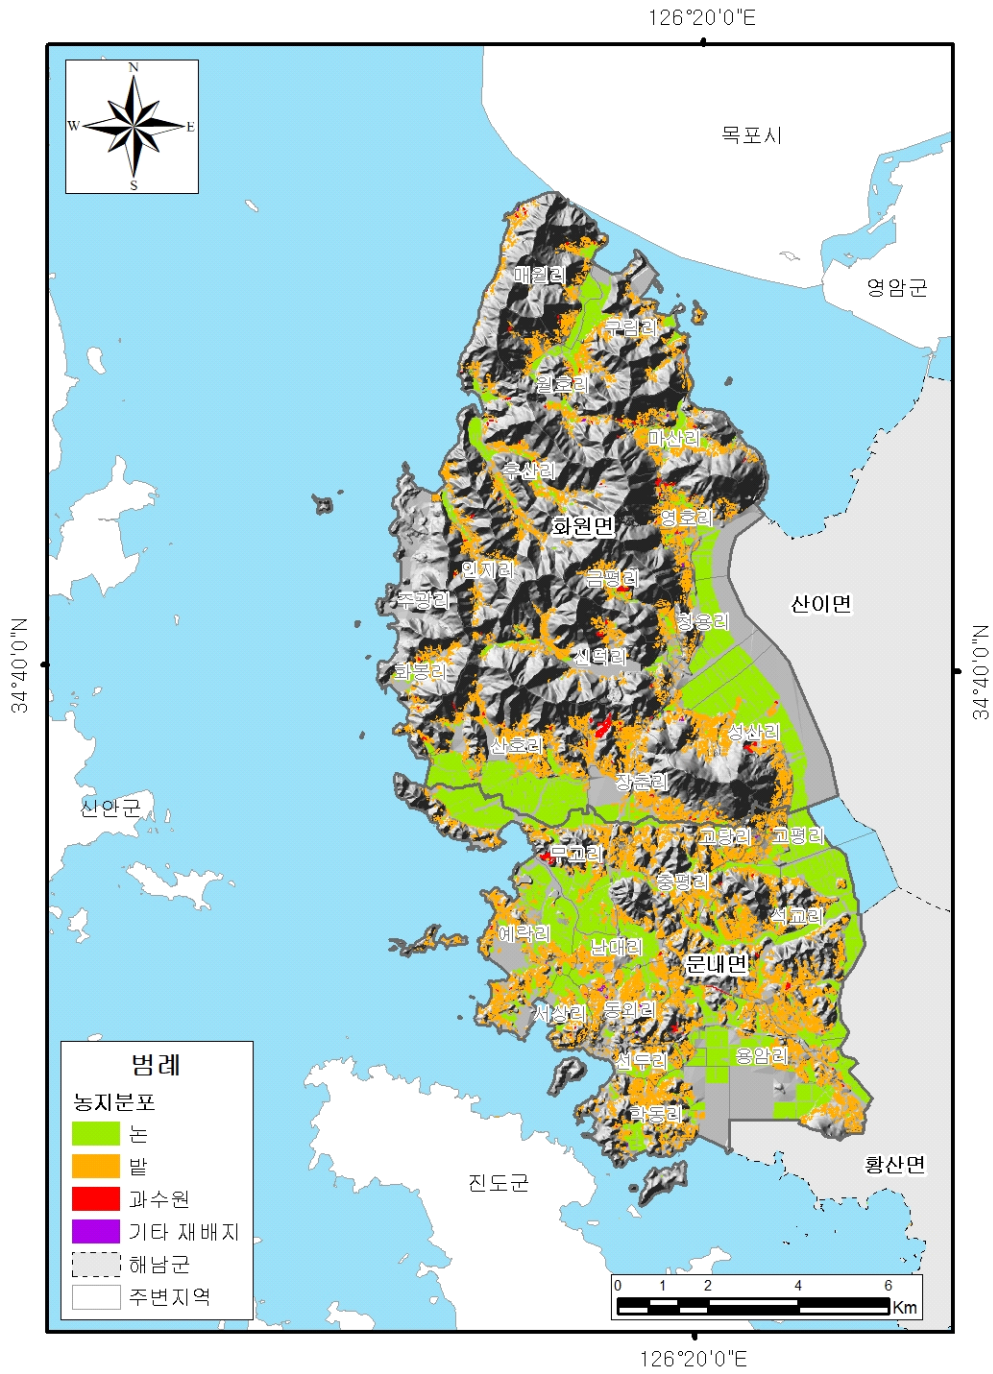 126°20'0"E
N
W
E
S
목포시
영암군
매월리
구림리
월호리
마산리
후산리
영호리
화원면
인지리
금평리
주광리
산이면
청용리
신덕리
34°40'0"N
34°40'0"N
화봉리
성산리
산호리
장춘리
신안군
고당리
고평리
무고리
충평리
석교리
예락리
난대리
문내면
서상리
동외리
선두리
용암리
학동리
황산면
진도군
범례
농지분포
논
밭
과수원
기타 재배지
해남군
주변지역
0 1 2 4 6
Km
126°20'0"E